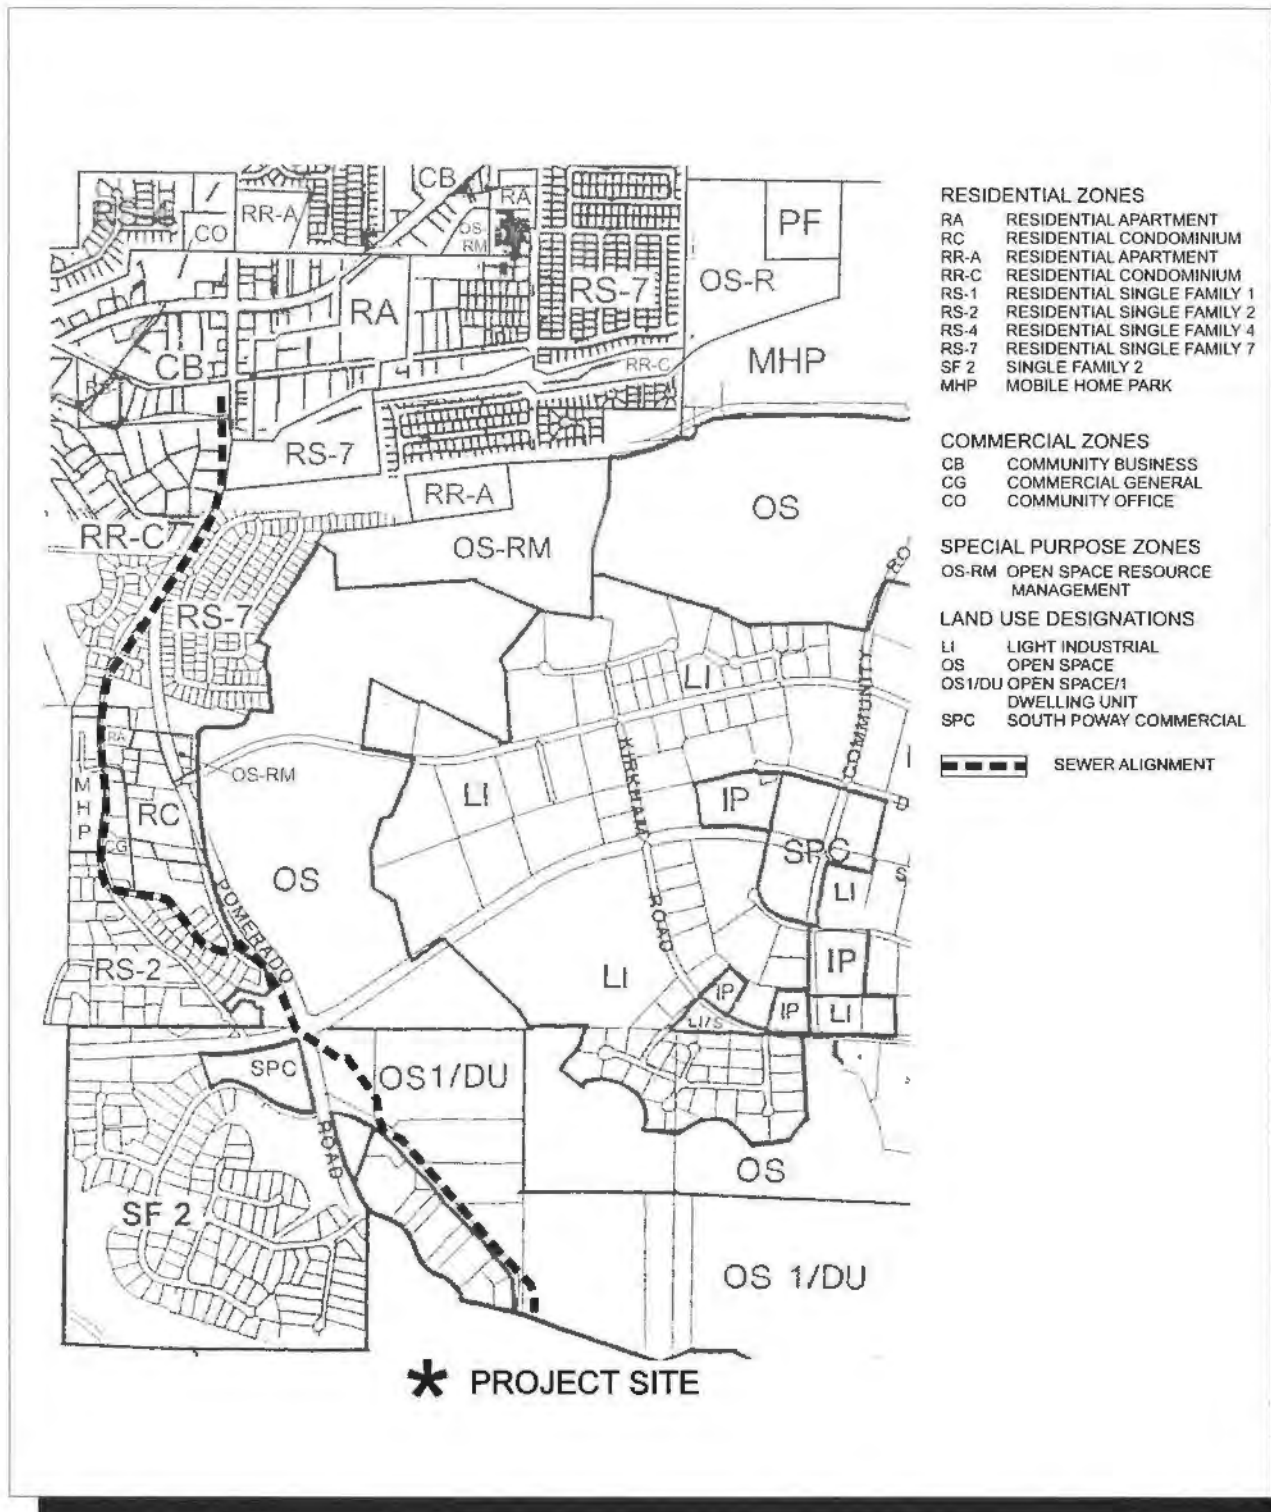 CB
RA
RR-A
CO
OS-
RM
PF
RS-7
OS-R
RA
CB
RR-C
MHP
RS-7
RR-A
OS
RR-C
OS-RM
RS-7
RO
LI
COMMUNITY
RA
OS-RM
KIRKHAM
MHP
RC
LI
IP
D
CG
SPC
S
OS
LI
POMERADO
ROAD
RS-2
LI
IP
IP
IP
LI
LI/S
SPC
OS1/DU
ROAD
OS
SF 2
OS 1/DU
* PROJECT SITE
RESIDENTIAL ZONES
RA RESIDENTIAL APARTMENT
RC RESIDENTIAL CONDOMINIUM
RR-A RESIDENTIAL APARTMENT
RR-C RESIDENTIAL CONDOMINIUM
RS-1 RESIDENTIAL SINGLE FAMILY 1
RS-2 RESIDENTIAL SINGLE FAMILY 2
RS-4 RESIDENTIAL SINGLE FAMILY 4
RS-7 RESIDENTIAL SINGLE FAMILY 7
SF 2 SINGLE FAMILY 2
MHP MOBILE HOME PARK
COMMERCIAL ZONES
CB COMMUNITY BUSINESS
CG COMMERCIAL GENERAL
CO COMMUNITY OFFICE
SPECIAL PURPOSE ZONES
OS-RM OPEN SPACE RESOURCE
MANAGEMENT
LAND USE DESIGNATIONS
LI LIGHT INDUSTRIAL
OS OPEN SPACE
OS1/DU OPEN SPACE/1
DWELLING UNIT
SPC SOUTH POWAY COMMERCIAL
SEWER ALIGNMENT